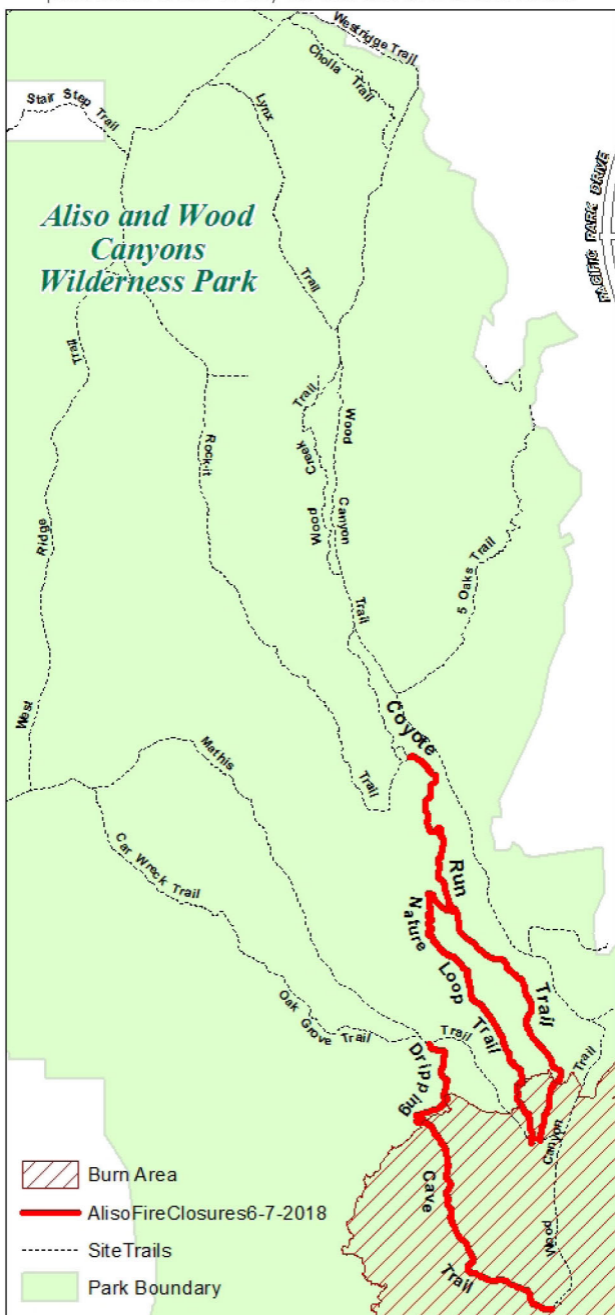 Westridge Trail
Cholla Trail
Stair Step Trail
Lynx
Trail
PACIFIC PARK DRIVE
Aliso and Wood
Canyons
Wilderness Park
West
Ridge
Trail
Rock-it
Trail
Wood
Creek
Trail
Wood
Canyon
Trail
5 Oaks Trail
Coyote
Run
Trail
Mathis
Trail
Car Wreck Trail
Nature
Loop
Trail
Oak Grove Trail
Dripping
Cave
Trail
Wood
Canyon
Trail
Burn Area
AlisoFireClosures6-7-2018
SiteTrails
Park Boundary